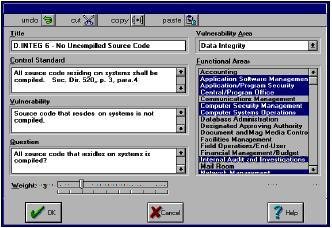 undo cut copy paste
Title
D.INTEG 6 - No Uncompiled Source Code
Control Standard
All source code residing on systems shall be
compiled. Sec. Dir. 520, p. 3, para.4
Vulnerability
Source code that resides on systems is not
compiled.
Question
All source code that resides on systems is
compiled?
Weight: 3
Vulnerability Area
Data Integrity
Functional Areas
Accounting
Application Software Managemen
Application/Program Security
Central/Program Office
Communications Management
Computer Security Management
Computer Systems Operations
Database Administration
Designated Approving Authority
Document and Mag Media Contro
Facilities Management
Field Operations/End-User
Financial Management/Budget
Internal Audit and Investigations
Mail Room
Network Management
OK Cancel ? Help